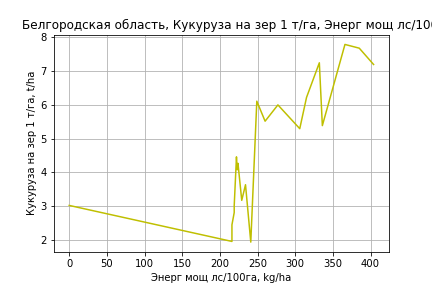 Белгородская область, Кукуруза на зер 1 т/га, Энерг мощ лс/100
8
7
6
5
4
3
2
Кукуруза на зер 1 т/га, t/ha
0 50 100 150 200 250 300 350 400
Энерг мощ лс/100га, kg/ha